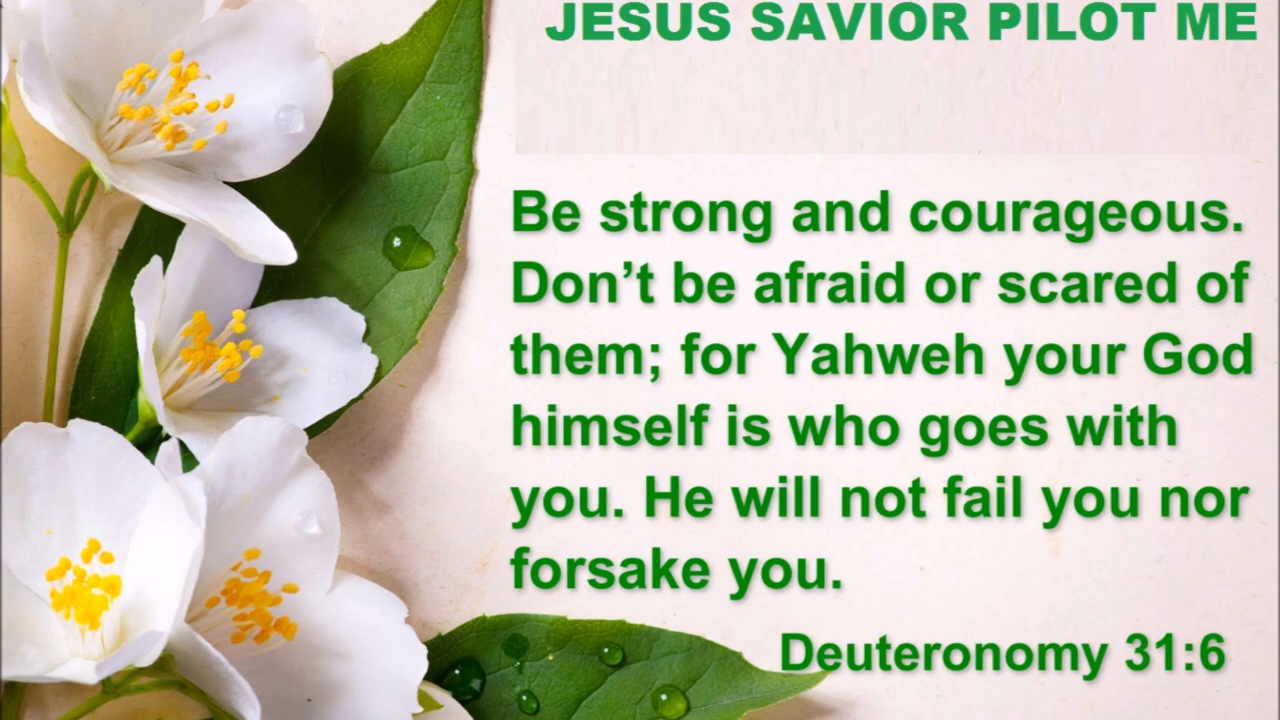 JESUS SAVIOR PILOT ME
Be strong and courageous.
Don’t be afraid or scared of
them; for Yahweh your God
himself is who goes with
you. He will not fail you nor
forsake you.
Deuteronomy 31:6